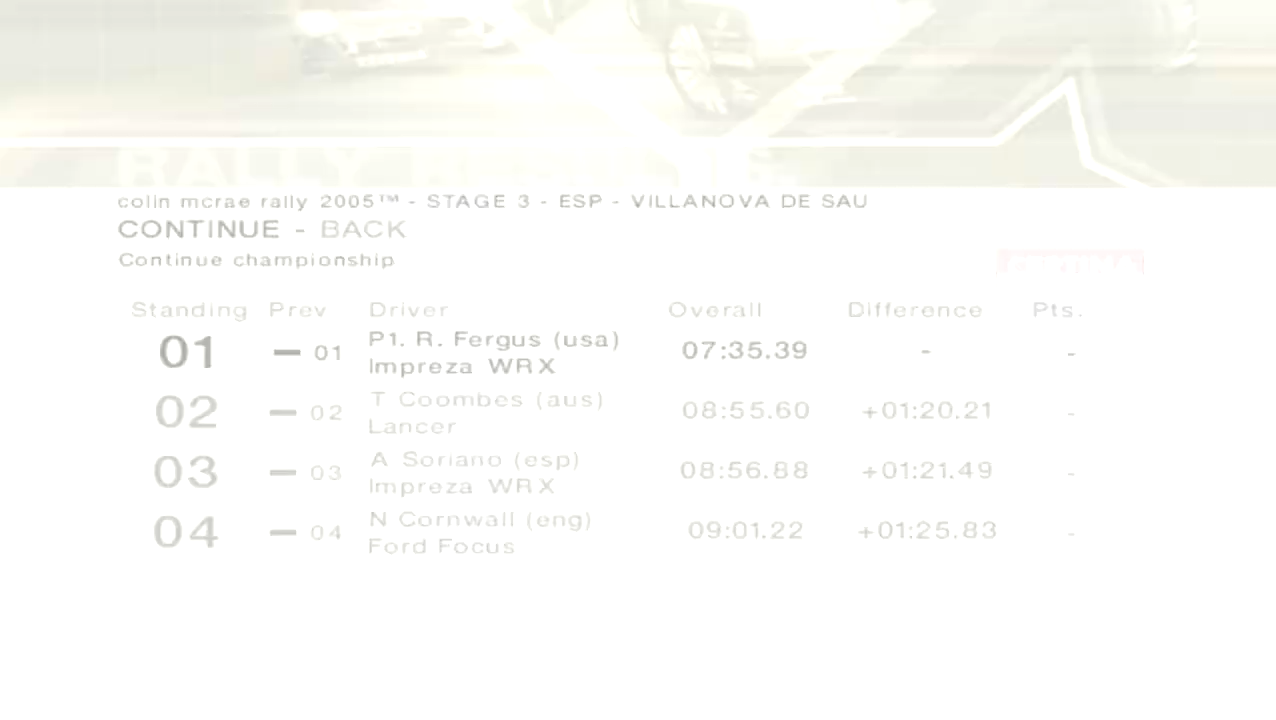 RALLY
colin mcrae rally 2005™ - STAGE 3 - ESP - VILLANOVA DE SAU
CONTINUE - BACK
Continue championship
Standing Prev Driver Overall Difference Pts.
01 — 01 P1. R. Fergus (usa) 07:35.39 - -
Impreza WRX
02 — 02 T Coombes (aus) 08:55.60 +01:20.21 -
Lancer
03 — 03 A Soriano (esp) 08:56.88 +01:21.49 -
Impreza WRX
04 — 04 N Cornwall (eng) 09:01.22 +01:25.83 -
Ford Focus